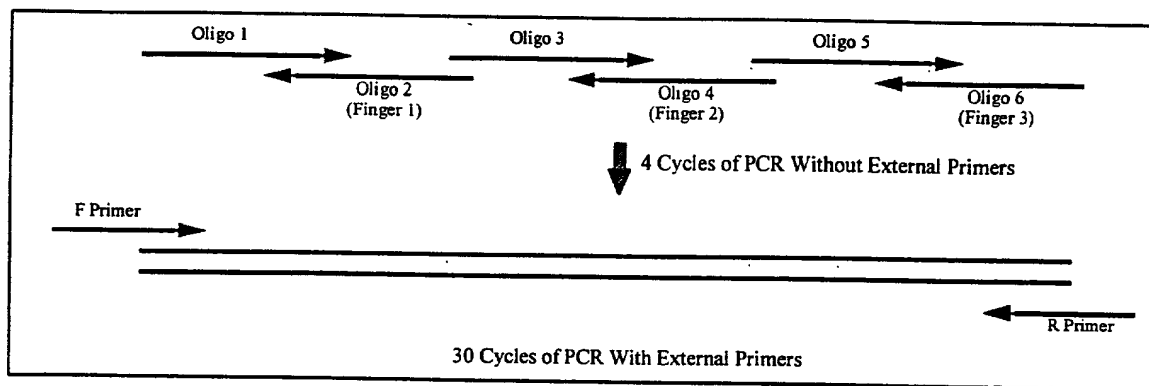 Oligo 1
Oligo 3
Oligo 5
Oligo 2
(Finger 1)
Oligo 4
(Finger 2)
Oligo 6
(Finger 3)
4 Cycles of PCR Without External Primers
F Primer
R Primer
30 Cycles of PCR With External Primers